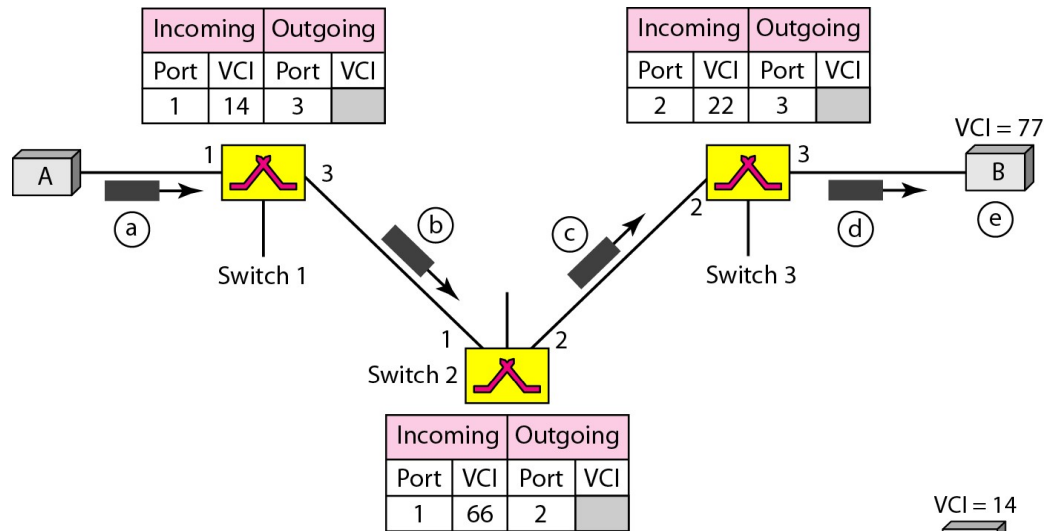 Incoming Outgoing
Port VCI Port VCI
1 14 3
Incoming Outgoing
Port VCI Port VCI
2 22 3
VCI = 77
A
1
3
a
Switch 1
b
c
2
3
Switch 3
d
B
e
1
2
Switch 2
Incoming Outgoing
Port VCI Port VCI
1 66 2
VCI = 14